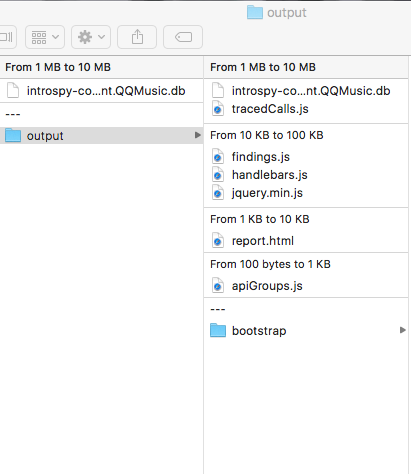 output
From 1 MB to 10 MB
introspy-co...nt.QQMusic.db
---
output
From 1 MB to 10 MB
introspy-co...nt.QQMusic.db
tracedCalls.js
From 10 KB to 100 KB
findings.js
handlebars.js
jquery.min.js
From 1 KB to 10 KB
report.html
From 100 bytes to 1 KB
apiGroups.js
---
bootstrap